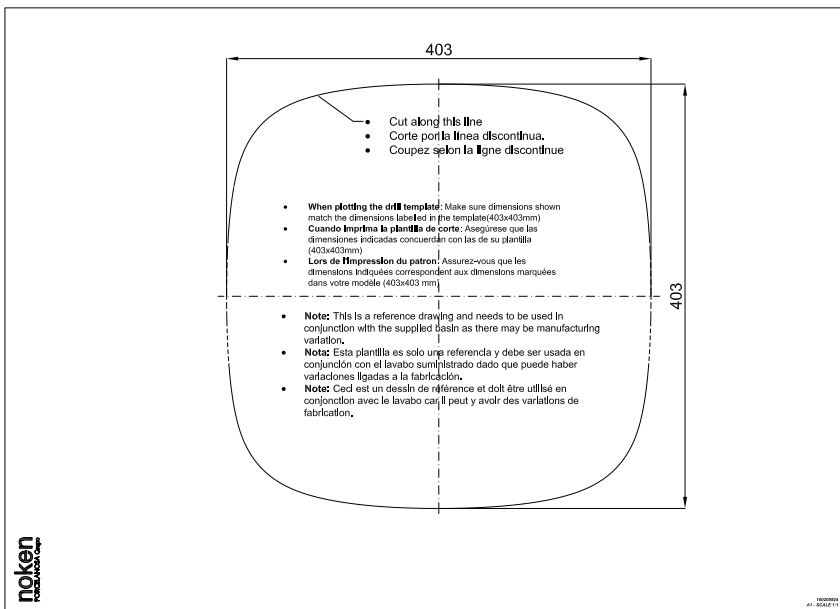 403
• Cut along this line
• Corte por la línea discontinua.
• Coupez selon la ligne discontinue
• When plotting the drill template: Make sure dimensions shown
match the dimensions labelled in the template(403x403mm)
• Cuando imprima la plantilla de corte: Asegúrese que las
dimensiones indicadas concuerdan con las de su plantilla
(403x403mm)
• Lors de l'impression du patron: Assurez-vous que les
dimensions indiquées correspondent aux dimensions marquées
dans votre modèle (403x403 mm)
403
• Note: This is a reference drawing and needs to be used in
conjunction with the supplied basin as there may be manufacturing
variation.
• Nota: Esta plantilla es solo una referencia y debe ser usada en
conjunción con el lavabo suministrado dado que puede haber
variaciones ligadas a la fabricación.
• Note: Ceci est un dessin de référence et doit être utilisé en
conjonction avec le lavabo car il peut y avoir des variations de
fabrication.
noken
PORCELANOSA Grupo
A1 - SCALE 1:1